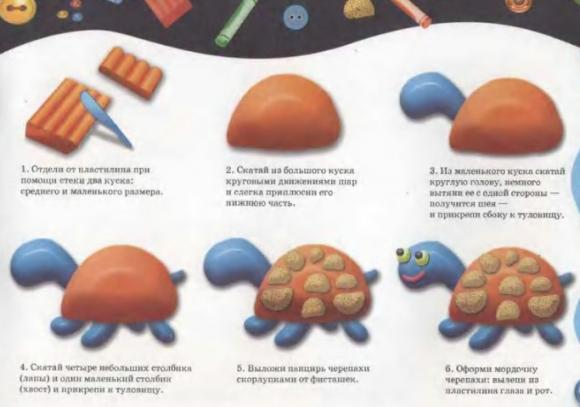 1. Отдели от пластилина при
помощи стеки два куска:
среднего и маленького размера.
2. Скатай из большого куска
круговыми движениями шар
и слегка приплюсни его
нижнюю часть.
3. Из маленького куска скатай
круглую голову, немного
вытяни ее с одной стороны —
получится шея —
и прикрепи сбоку к туловищу.
4. Скатай четыре небольших столбика
(лапы) и один маленький столбик
(хвост) и прикрепи к туловищу.
5. Выложи панцирь черепахи
скорлупками от фисташек.
6. Оформи мордочку
черепахи: вылепи из
пластилина глаза и рот.